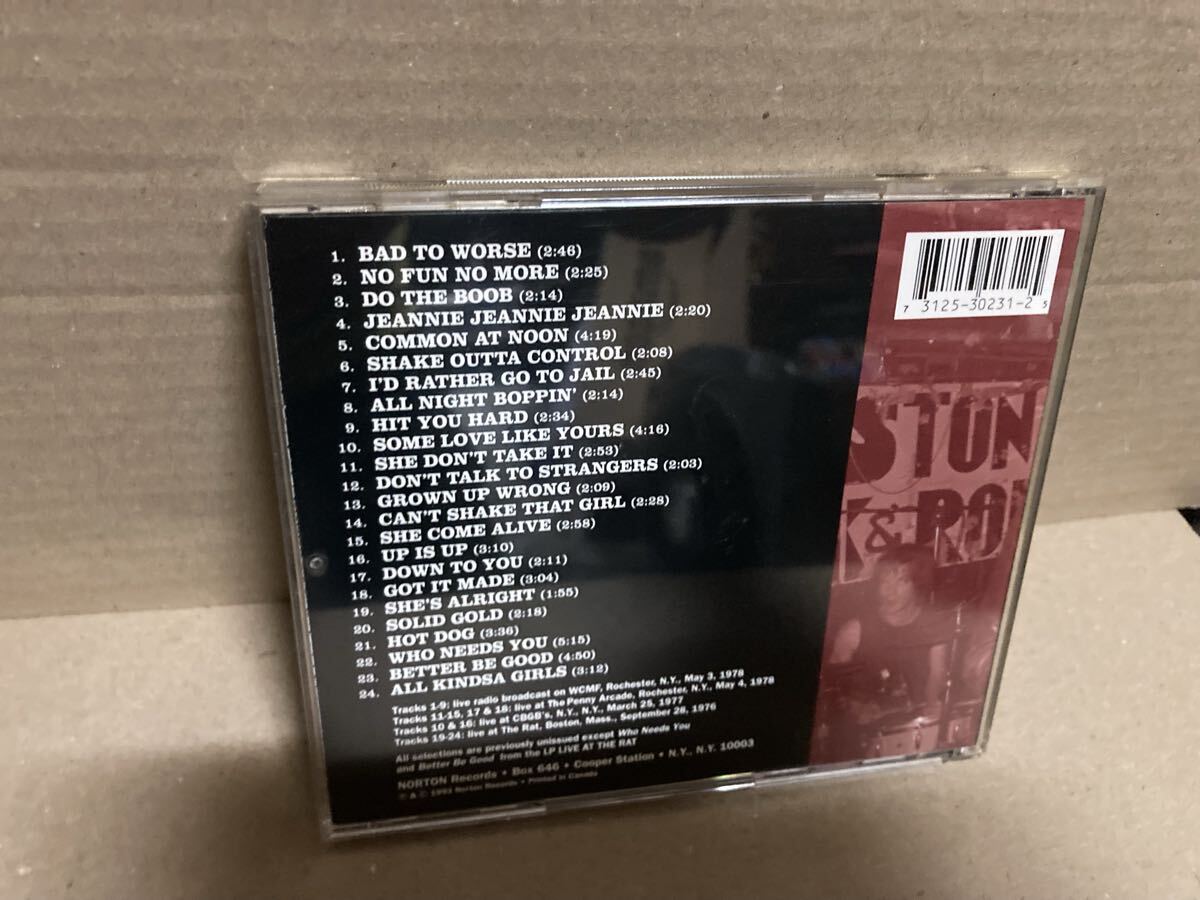 1. BAD TO WORSE (2:46)
2. NO FUN NO MORE (2:25)
3. DO THE BOOB (2:14)
4. JEANNIE JEANNIE JEANNIE (2:20)
5. COMMON AT NOON (4:19)
6. SHAKE OUTTA CONTROL (2:08)
7. I'D RATHER GO TO JAIL (2:45)
8. ALL NIGHT BOPPIN' (2:14)
9. HIT YOU HARD (2:34)
10. SOME LOVE LIKE YOURS (4:16)
11. SHE DON'T TAKE IT (2:53)
12. DON'T TALK TO STRANGERS (2:03)
13. GROWN UP WRONG (2:09)
14. CAN'T SHAKE THAT GIRL (2:28)
15. SHE COME ALIVE (2:58)
16. UP IS UP (3:10)
17. DOWN TO YOU (2:11)
18. GOT IT MADE (3:04)
19. SHE'S ALRIGHT (1:55)
20. SOLID GOLD (2:18)
21. HOT DOG (3:36)
22. WHO NEEDS YOU (5:15)
23. BETTER BE GOOD (4:50)
24. ALL KINDSA GIRLS (3:12)
Tracks 1-9: live radio broadcast on WCMF, Rochester, N.Y., May 3, 1978
Tracks 11-15, 17 & 18: live at The Penny Arcade, Rochester, N.Y., May 4, 1978
Tracks 10 & 16: live at CBGB's, N.Y., N.Y., March 25, 1977
Tracks 19-24: live at The Rat, Boston, Mass., September 28, 1976
All selections are previously unissued except Who Needs You
and Better Be Good from the LP LIVE AT THE RAT
NORTON Records • Box 646 • Cooper Station • N.Y., N.Y. 10003
℗ & © 1993 Norton Records • Printed in Canada
7 3125-30231-2 5
STON
K & RO